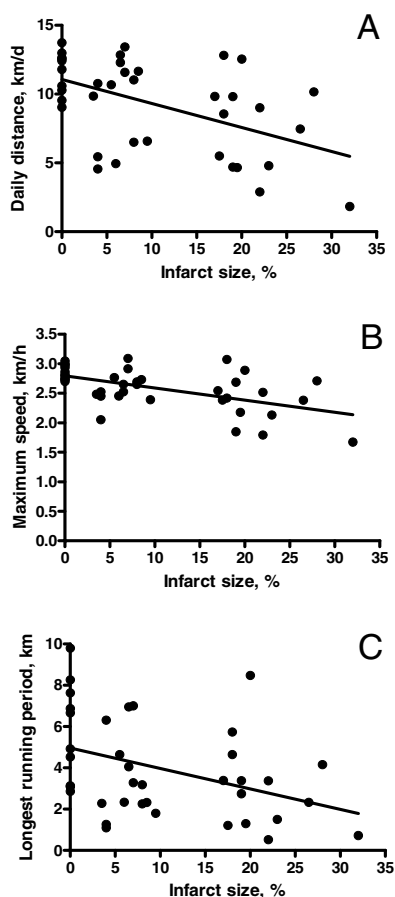 A
15
10
5
0
Daily distance, km/d
0 5 10 15 20 25 30 35
Infarct size, %
B
3.5
3.0
2.5
2.0
1.5
1.0
0.5
0.0
Maximum speed, km/h
0 5 10 15 20 25 30 35
Infarct size, %
C
10
8
6
4
2
0
Longest running period, km
0 5 10 15 20 25 30 35
Infarct size, %